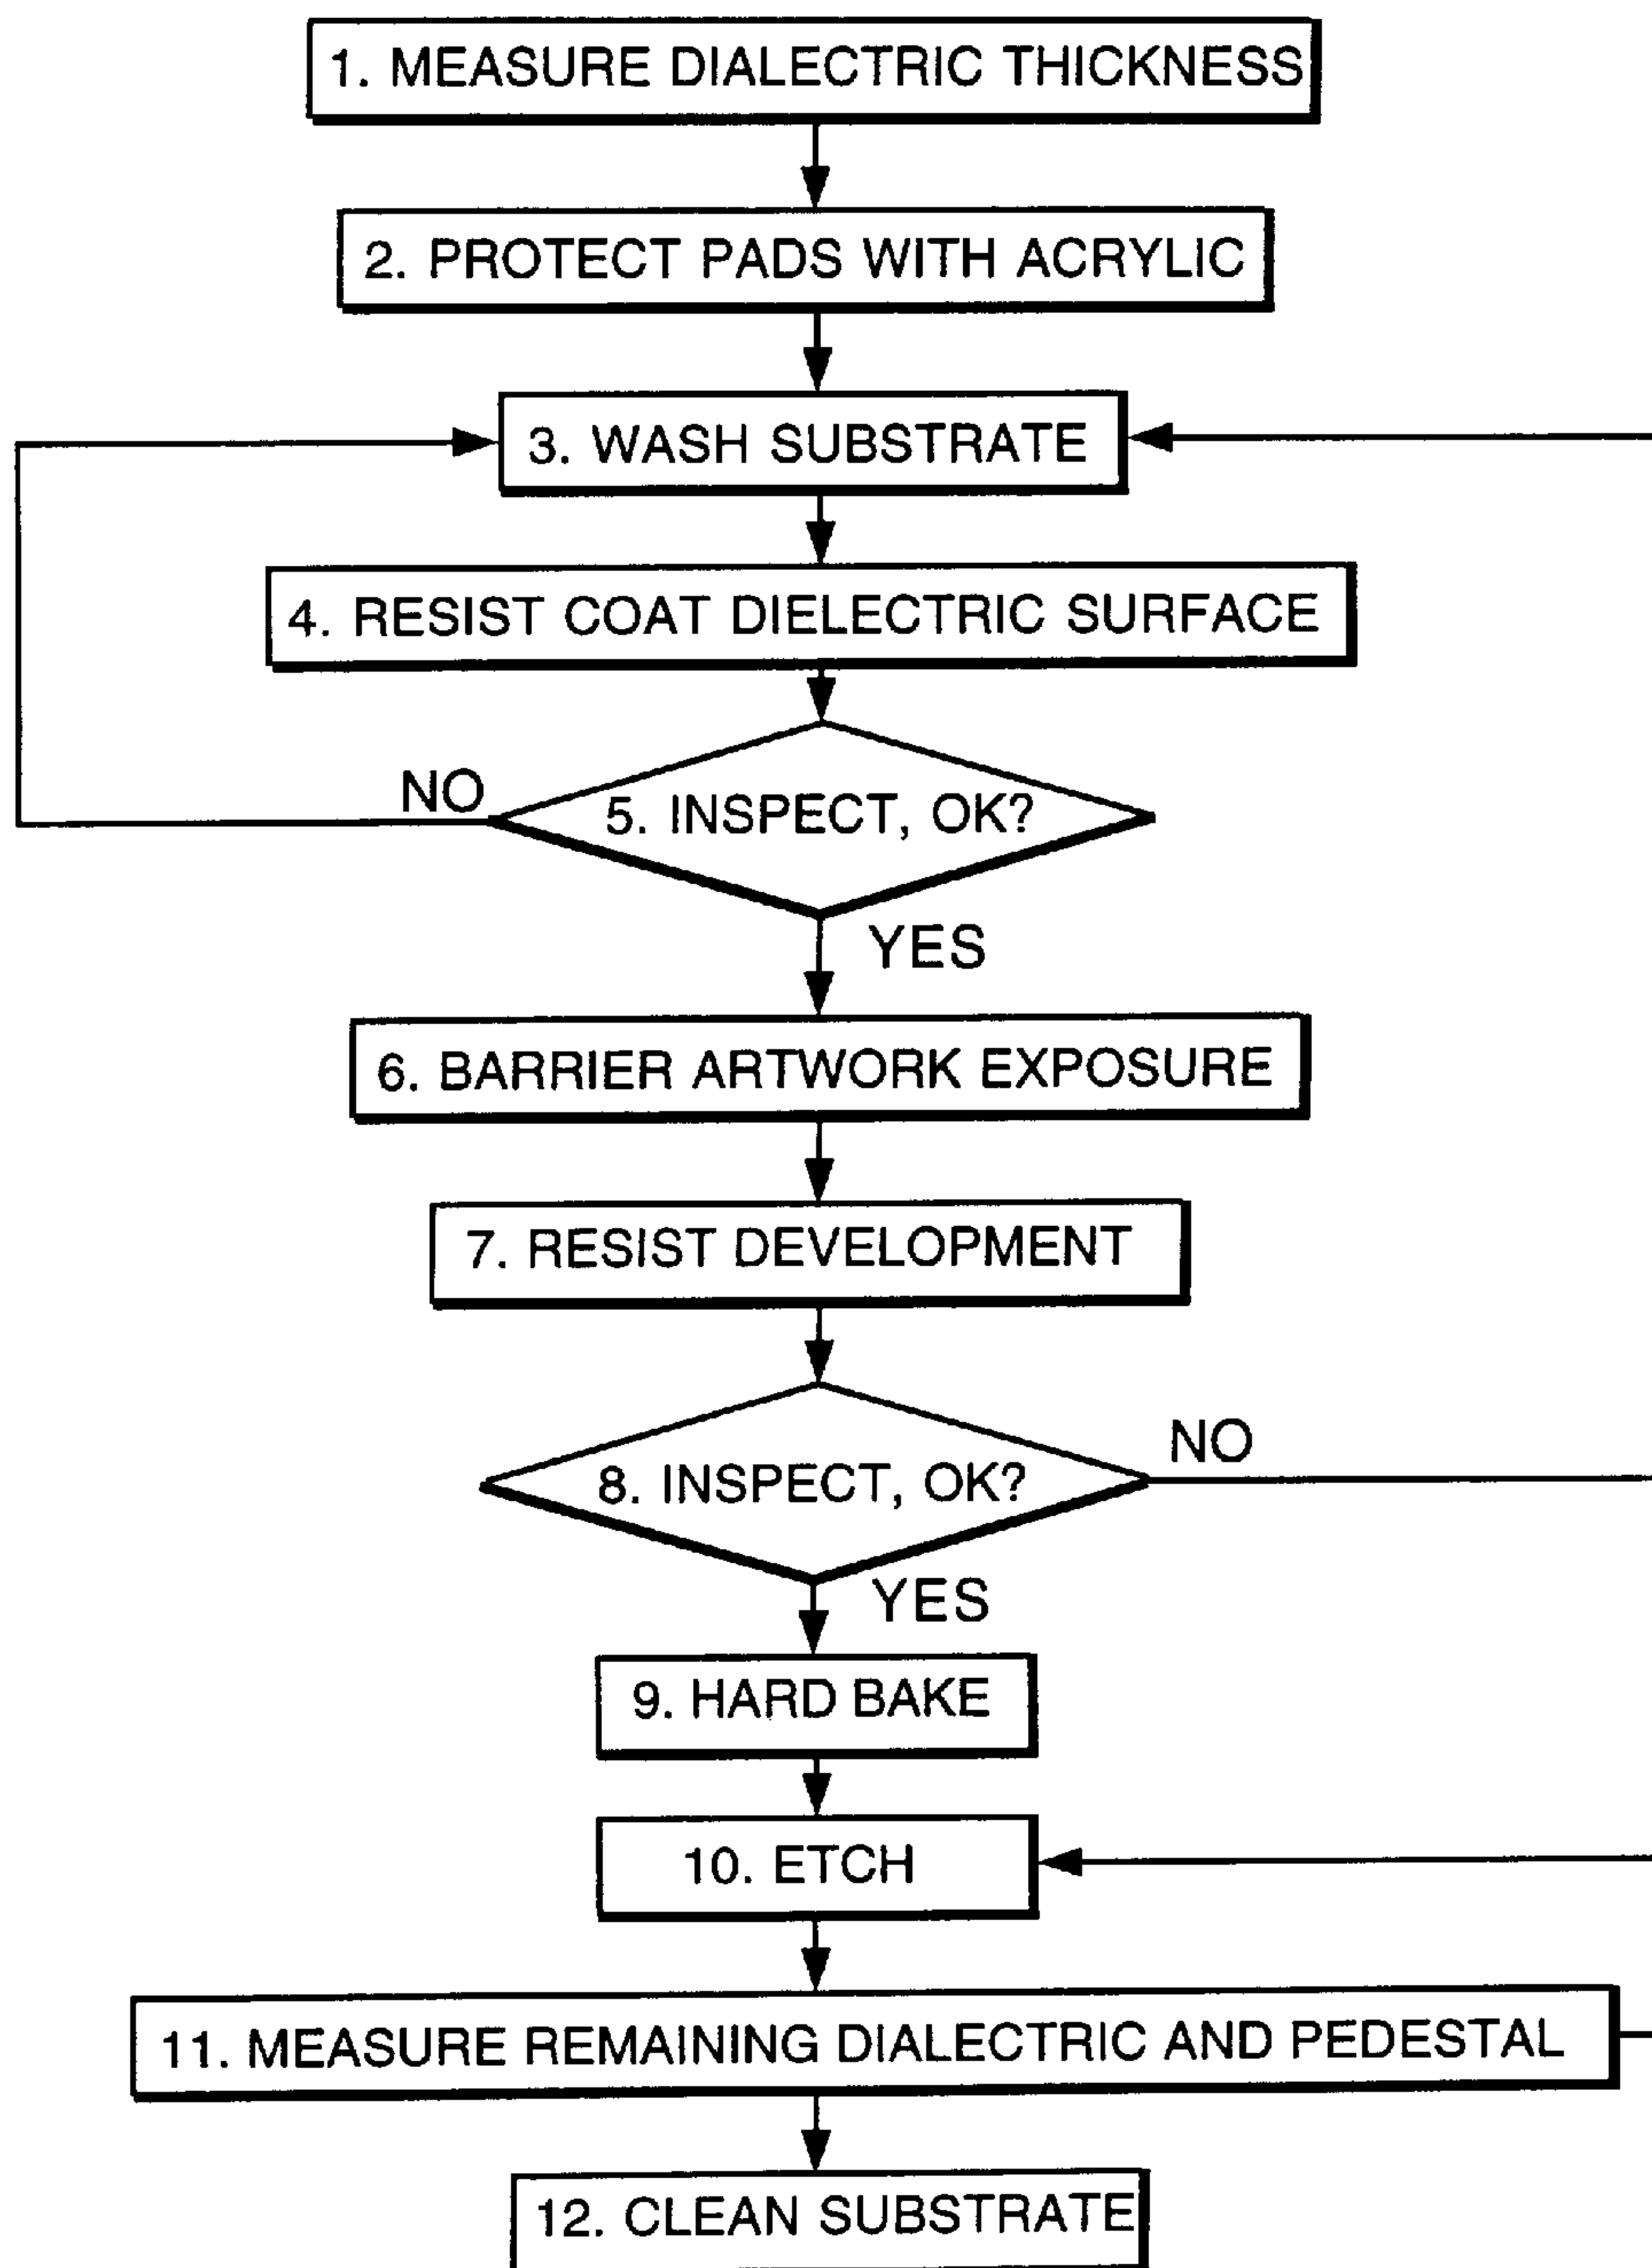 1. MEASURE DIALECTRIC THICKNESS
2. PROTECT PADS WITH ACRYLIC
3. WASH SUBSTRATE
4. RESIST COAT DIELECTRIC SURFACE
NO
5. INSPECT, OK?
YES
6. BARRIER ARTWORK EXPOSURE
7. RESIST DEVELOPMENT
NO
8. INSPECT, OK?
YES
9. HARD BAKE
10. ETCH
11. MEASURE REMAINING DIALECTRIC AND PEDESTAL
12. CLEAN SUBSTRATE